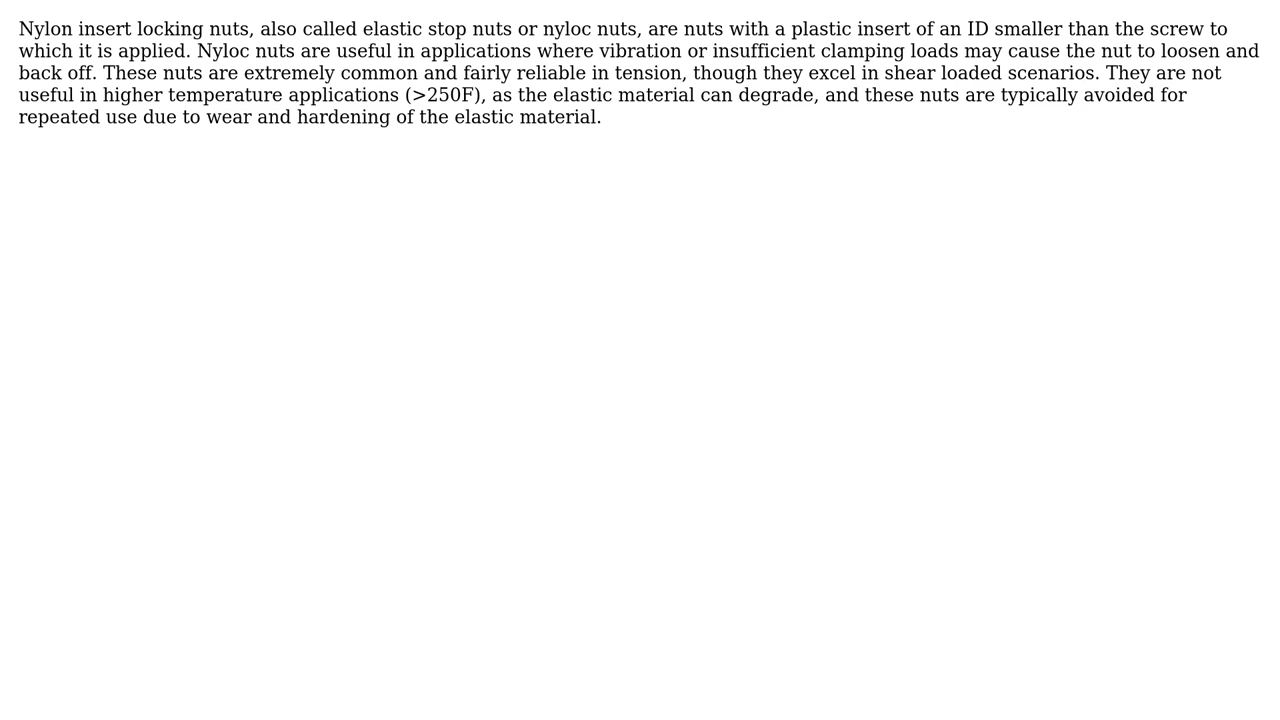 Nylon insert locking nuts, also called elastic stop nuts or nyloc nuts, are nuts with a plastic insert of an ID smaller than the screw to
which it is applied. Nyloc nuts are useful in applications where vibration or insufficient clamping loads may cause the nut to loosen and
back off. These nuts are extremely common and fairly reliable in tension, though they excel in shear loaded scenarios. They are not
useful in higher temperature applications (>250F), as the elastic material can degrade, and these nuts are typically avoided for
repeated use due to wear and hardening of the elastic material.